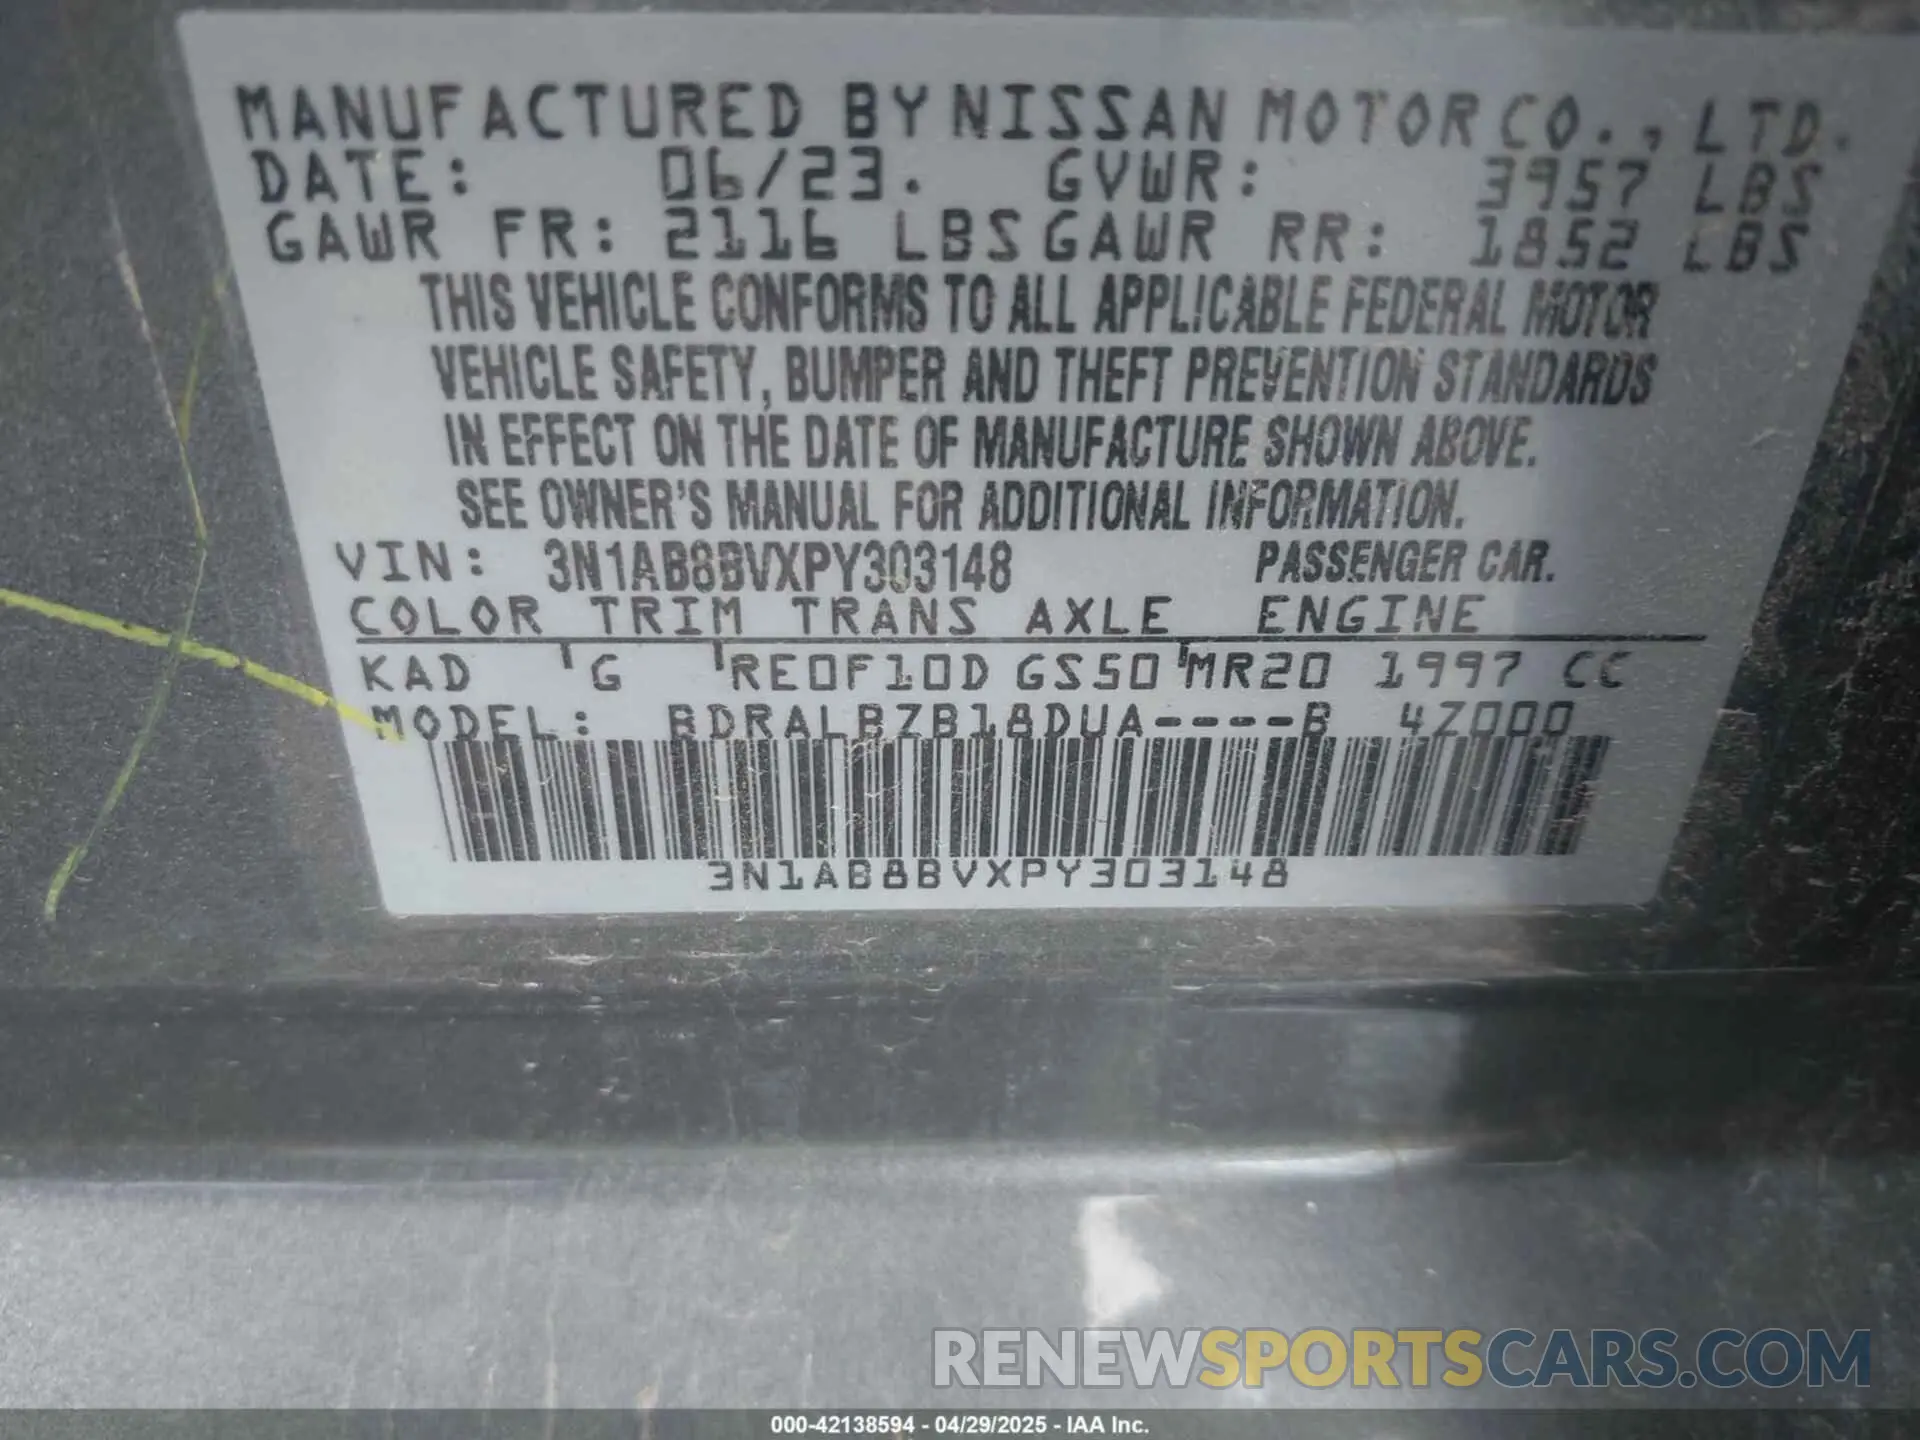 MANUFACTURED BY NISSAN MOTOR CO., LTD.
DATE: 06/23. GVWR: 3957 LBS
GAWR FR: 2116 LBS GAWR RR: 1852 LBS
THIS VEHICLE CONFORMS TO ALL APPLICABLE FEDERAL MOTOR
VEHICLE SAFETY, BUMPER AND THEFT PREVENTION STANDARDS
IN EFFECT ON THE DATE OF MANUFACTURE SHOWN ABOVE.
SEE OWNER'S MANUAL FOR ADDITIONAL INFORMATION.
VIN: 3N1AB8BVXPY303148 PASSENGER CAR.
COLOR TRIM TRANS AXLE ENGINE
KAD G RE0F10D GS50 MR20 1997 CC
MODEL: BDRALBZB18DUA----B 4Z000
3N1AB8BVXPY303148
RENEWSPORTSCARS.COM
000-42138594 - 04/29/2025 - IAA Inc.